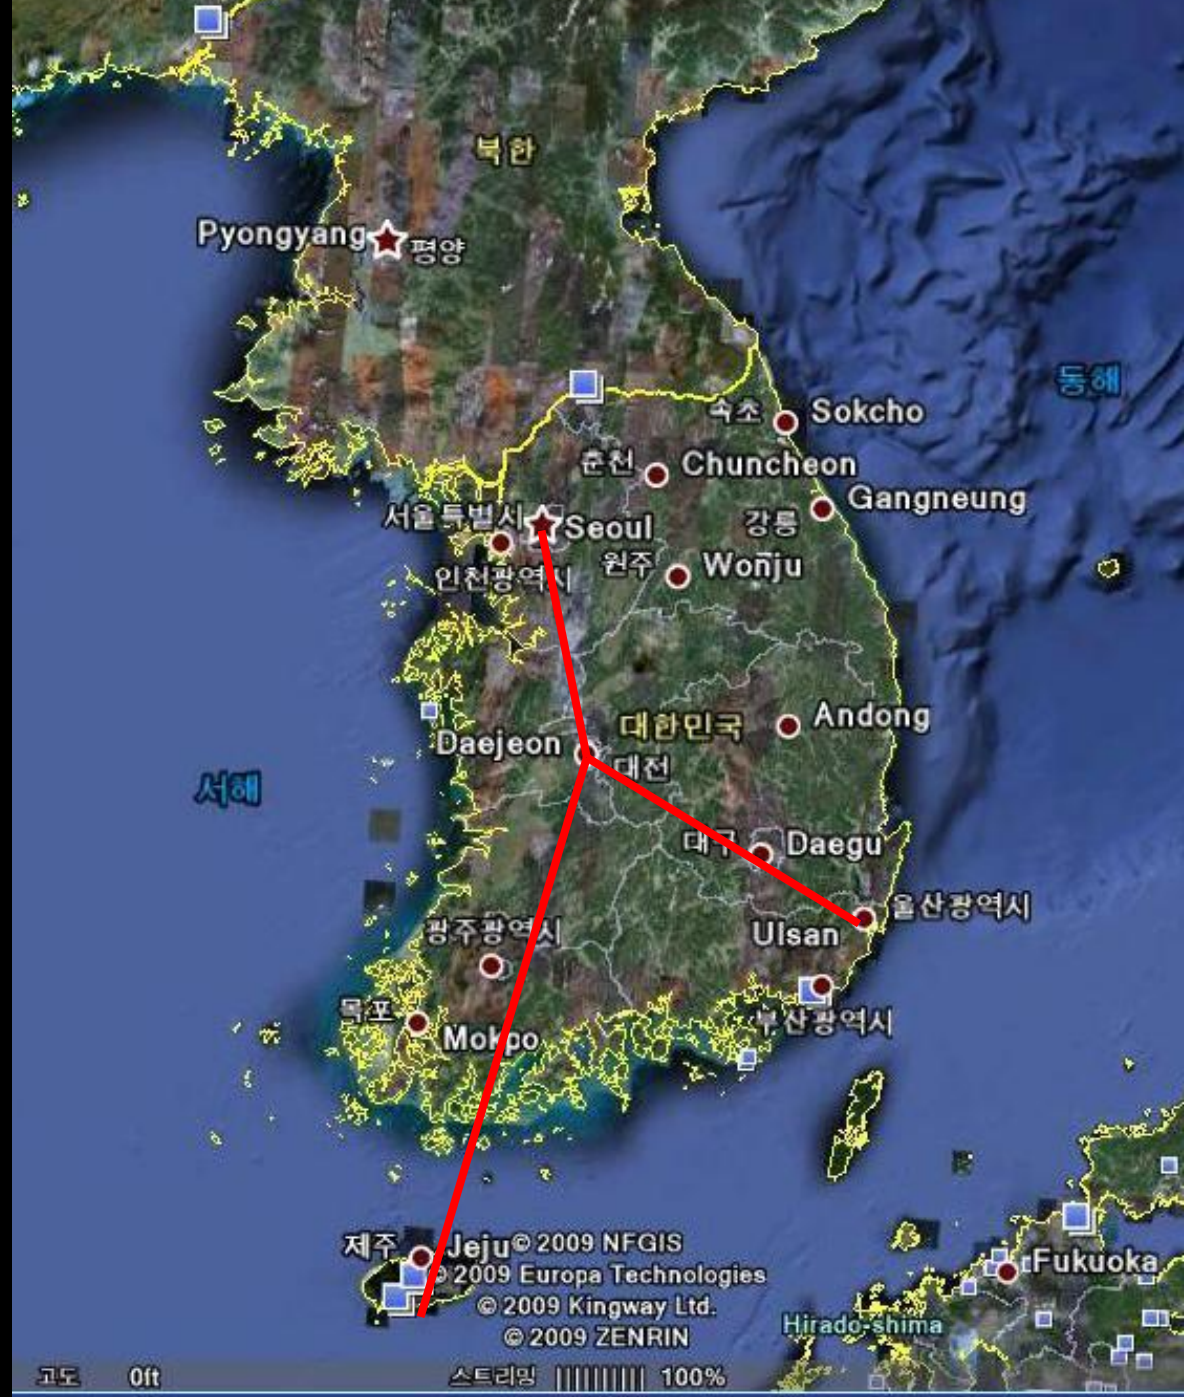 북한
Pyongyang
평양
동해
속초 Sokcho
춘천 Chuncheon
Gangneung
강릉
서울특별시 Seoul
인천광역시
원주 Wonju
대한민국
Andong
Daejeon
대전
서해
대구 Daegu
울산광역시
Ulsan
광주광역시
목포
Mokpo
부산광역시
제주 Jeju © 2009 NFGIS
© 2009 Europa Technologies
© 2009 Kingway Ltd.
© 2009 ZENRIN
Fukuoka
Hirado-shima
고도 0ft 스트리밍 |||||||||| 100%